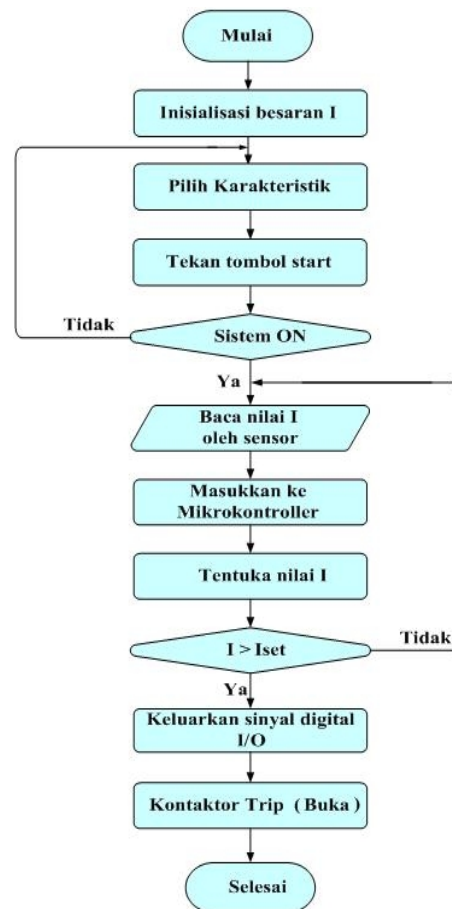 Mulai
Inisialisasi besaran I
Pilih Karakteristik
Tekan tombol start
Tidak
Sistem ON
Ya
Baca nilai I
oleh sensor
Masukkan ke
Mikrokontroller
Tentuka nilai I
Tidak
I > Iset
Ya
Keluarkan sinyal digital
I/O
Kontaktor Trip ( Buka )
Selesai